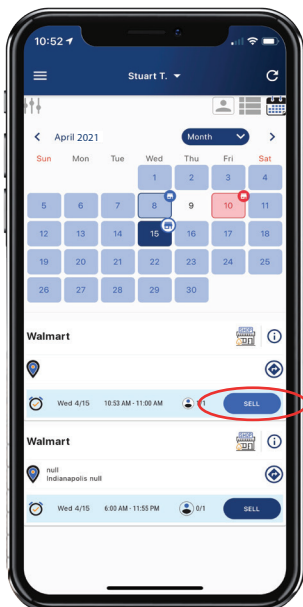 10:52
Stuart T.
April 2021
Month
Sun Mon Tue Wed Thu Fri Sat
1 2 3 4
5 6 7 8 9 10 11
12 13 14 15 16 17 18
19 20 21 22 23 24 25
26 27 28 29 30
Walmart
SHOP
Wed 4/15 10:53 AM - 11:00 AM /1 SELL
Walmart
SHOP
null
Indianapolis null
Wed 4/15 6:00 AM - 11:55 PM 0/1 SELL